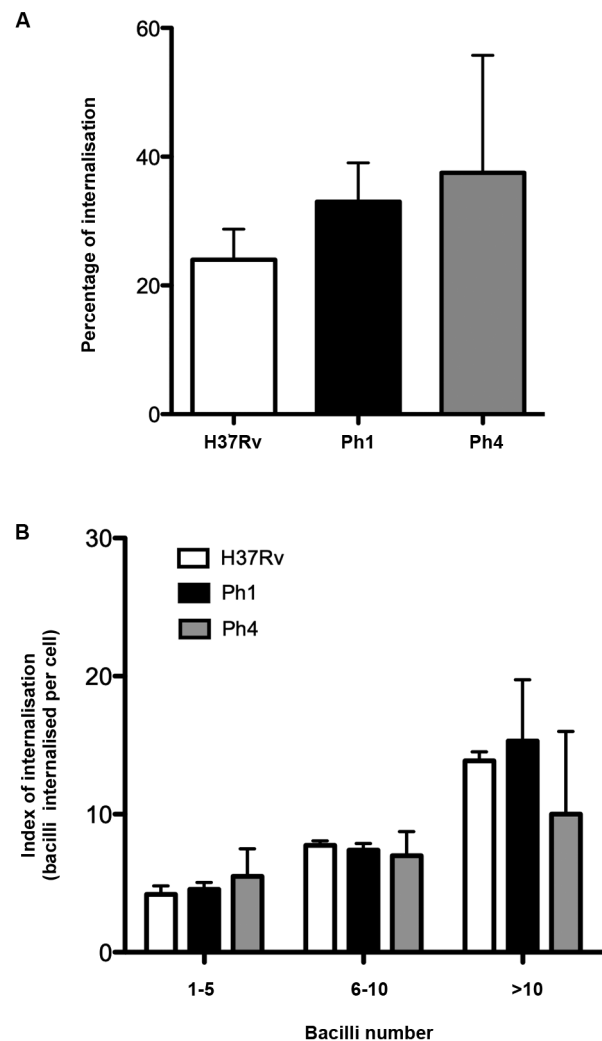 A
Percentage of internalisation
60
40
20
0
H37Rv Ph1 Ph4
B
Index of internalisation
(bacilli internalised per cell)
30
20
10
0
H37Rv
Ph1
Ph4
1-5 6-10 >10
Bacilli number